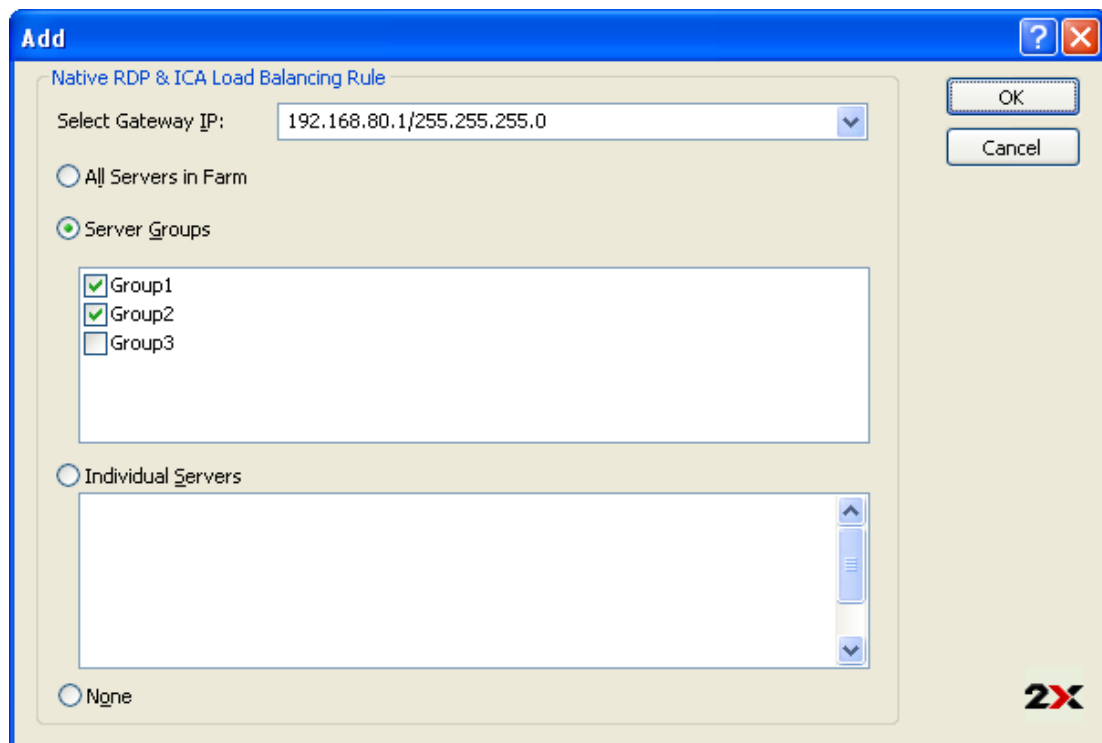 Add
Native RDP & ICA Load Balancing Rule
Select Gateway IP: 192.168.80.1/255.255.255.0
OK
Cancel
All Servers in Farm
Server Groups
Group1
Group2
Group3
Individual Servers
None
2X